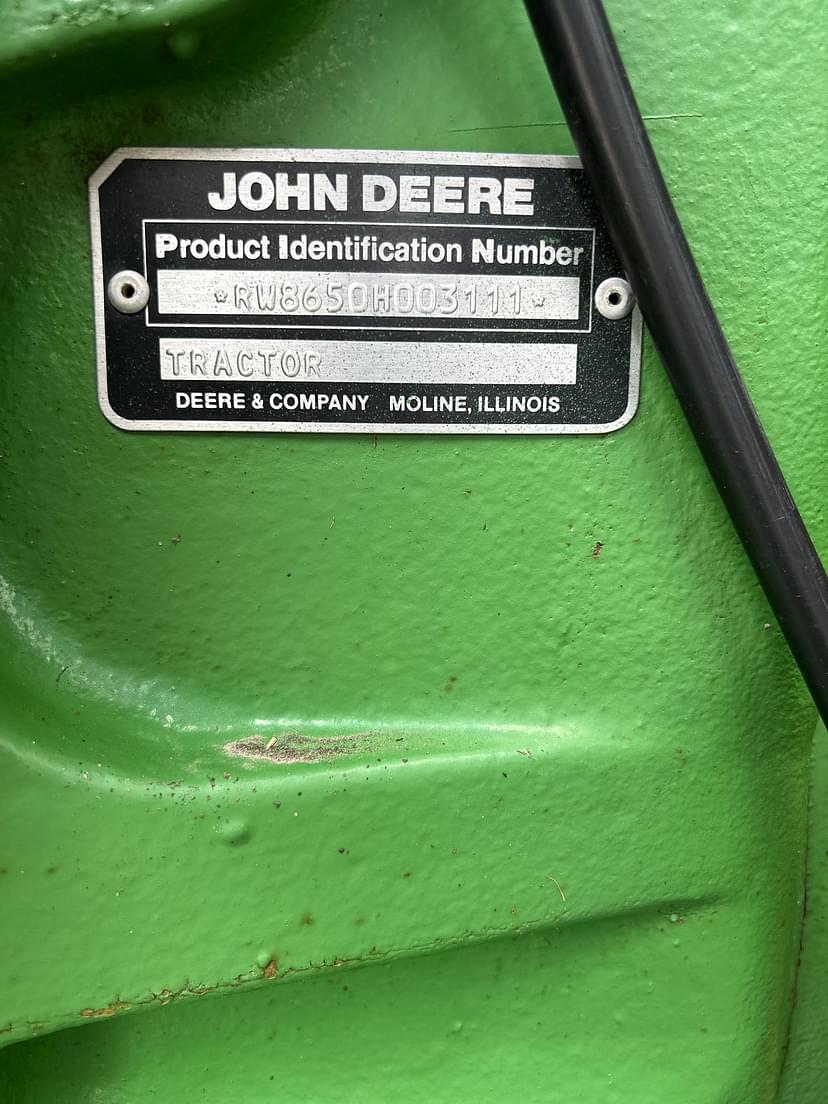 JOHN DEERE
Product Identification Number
*RW8650H003111*
TRACTOR
DEERE & COMPANY MOLINE, ILLINOIS